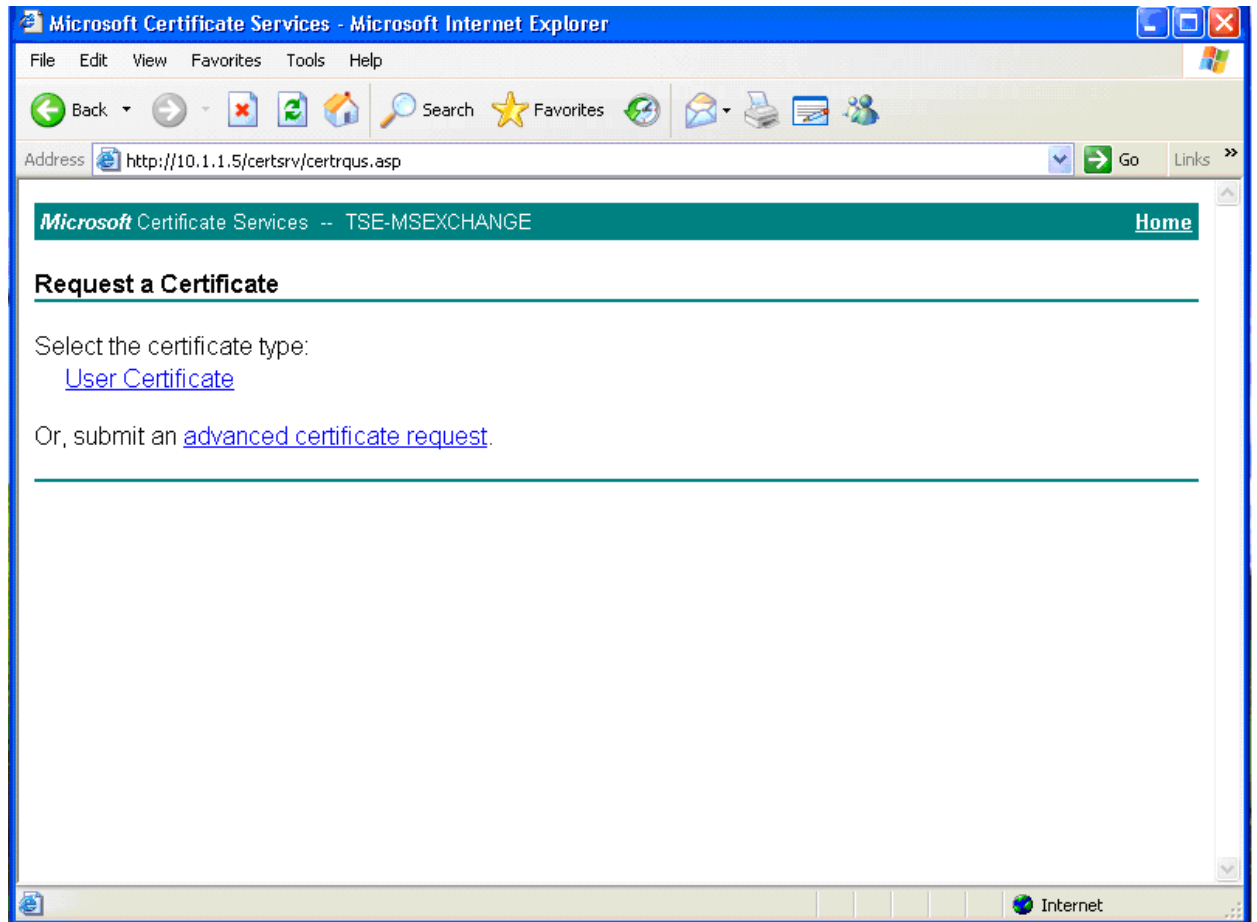 Microsoft Certificate Services - Microsoft Internet Explorer
File Edit View Favorites Tools Help
Back Search Favorites
Address http://10.1.1.5/certsrv/certrqus.asp Go Links »
Microsoft Certificate Services -- TSE-MSEXCHANGE Home
Request a Certificate
Select the certificate type:
User Certificate
Or, submit an advanced certificate request.
Internet